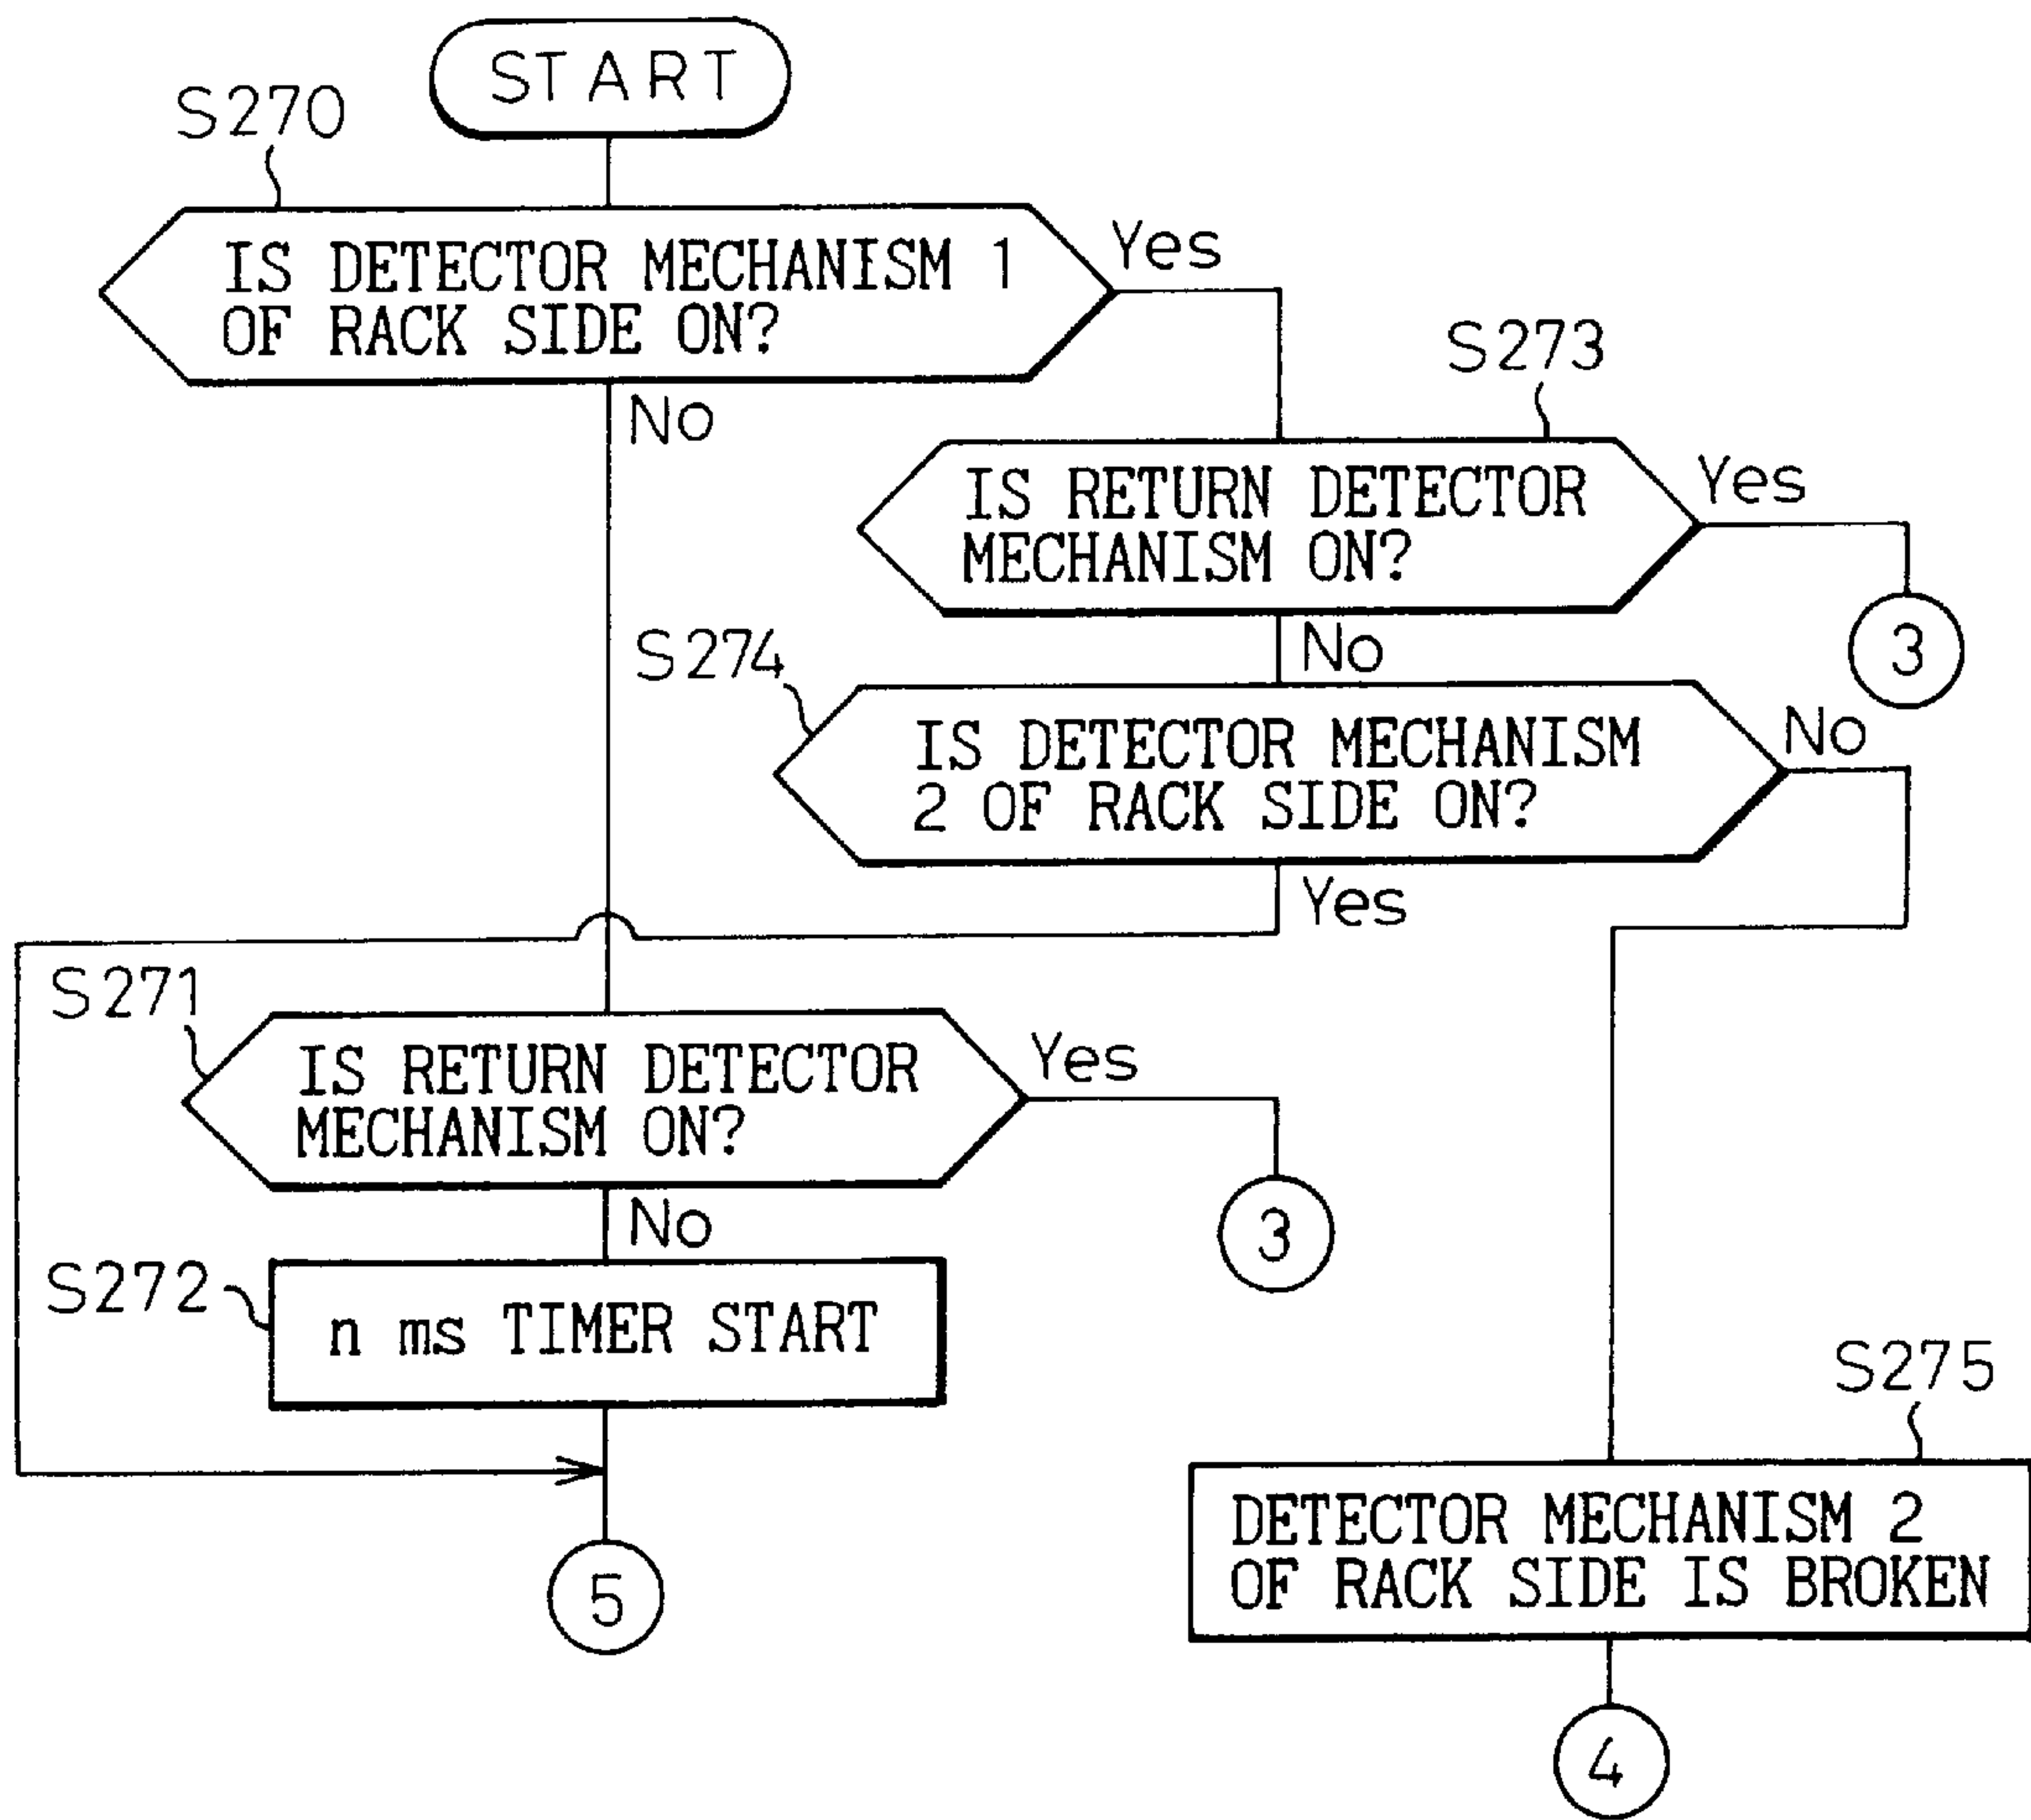 START
S270
IS DETECTOR MECHANISM 1
OF RACK SIDE ON?
Yes
No
S273
IS RETURN DETECTOR
MECHANISM ON?
Yes
3
No
S274
IS DETECTOR MECHANISM
2 OF RACK SIDE ON?
No
Yes
S271
IS RETURN DETECTOR
MECHANISM ON?
Yes
3
No
S272
n ms TIMER START
5
S275
DETECTOR MECHANISM 2
OF RACK SIDE IS BROKEN
4